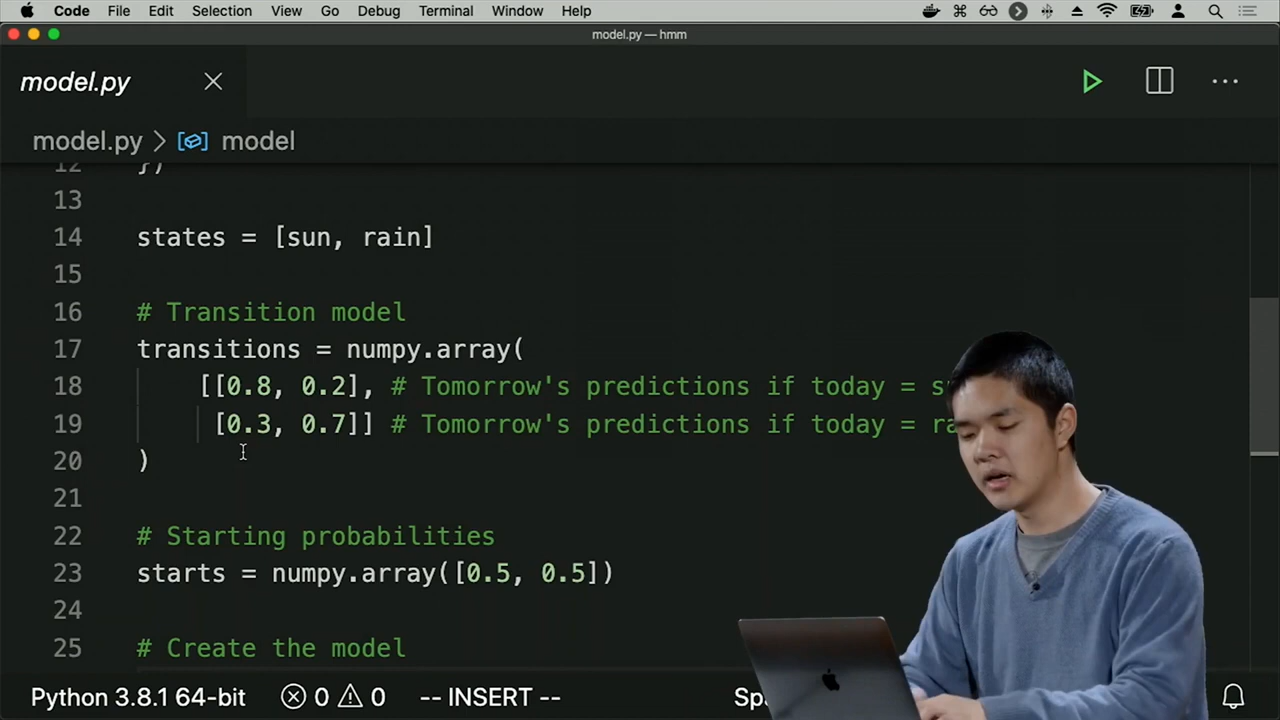 Code File Edit Selection View Go Debug Terminal Window Help
model.py — hmm
model.py
model.py > model
12 })
13
14 states = [sun, rain]
15
16 # Transition model
17 transitions = numpy.array(
18 [[0.8, 0.2], # Tomorrow's predictions if today =
19 [0.3, 0.7]] # Tomorrow's predictions if today =
20 )
21
22 # Starting probabilities
23 starts = numpy.array([0.5, 0.5])
24
25 # Create the model
Python 3.8.1 64-bit 0 0 -- INSERT --